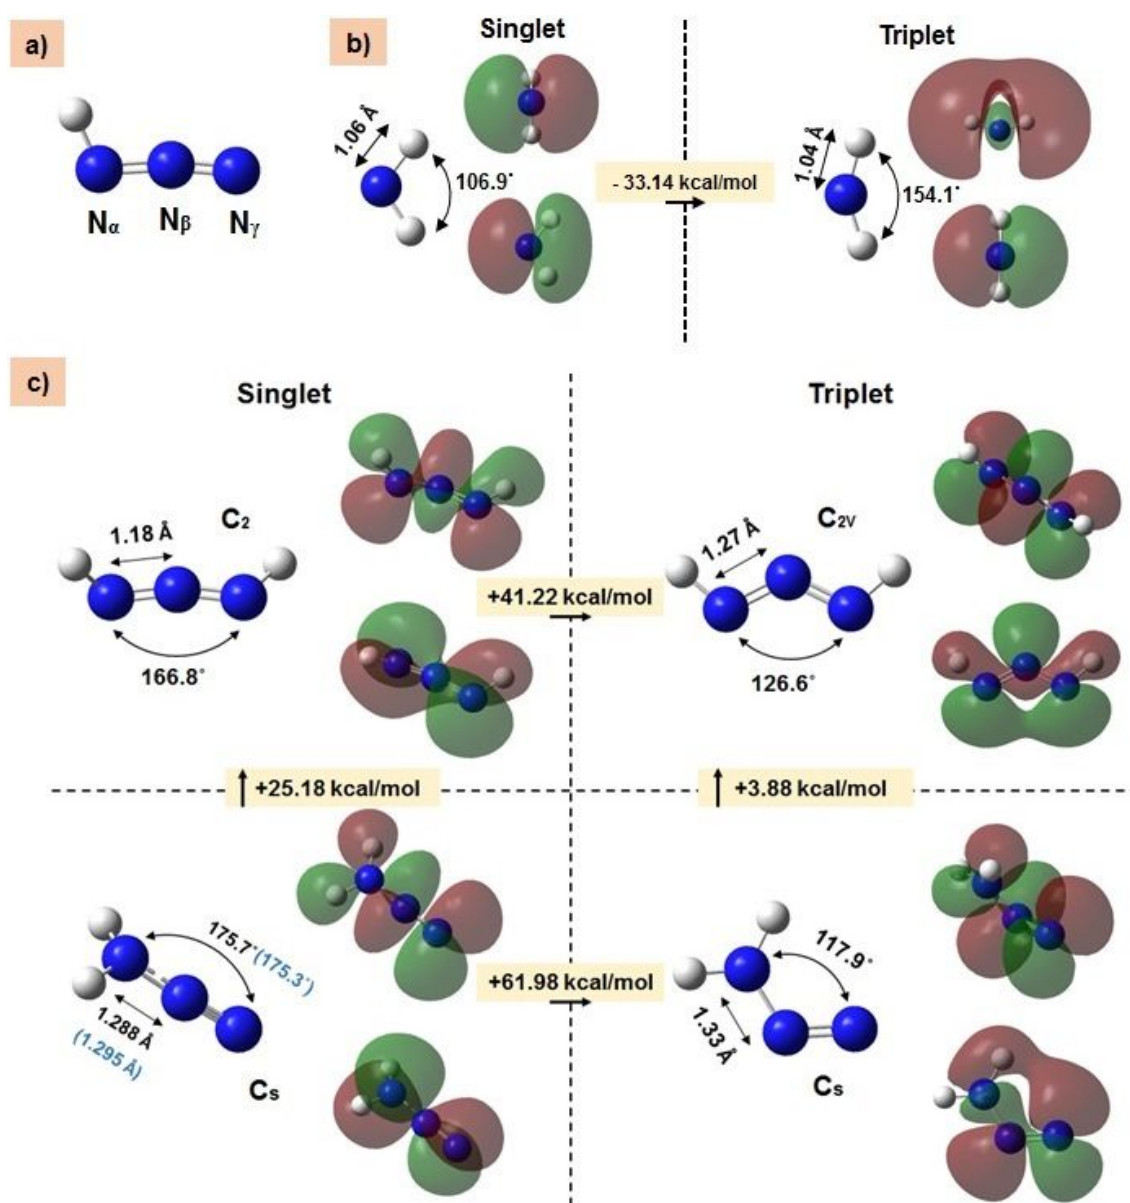 a)
Nα
Nβ
Nγ
b)
Singlet
Triplet
1.06 Å
106.9°
- 33.14 kcal/mol
1.04 Å
154.1°
c)
Singlet
Triplet
C2
1.18 Å
166.8°
+41.22 kcal/mol
C2V
1.27 Å
126.6°
+25.18 kcal/mol
+3.88 kcal/mol
175.7°(175.3°)
1.288 Å
(1.295 Å)
Cs
+61.98 kcal/mol
117.9°
1.33 Å
Cs